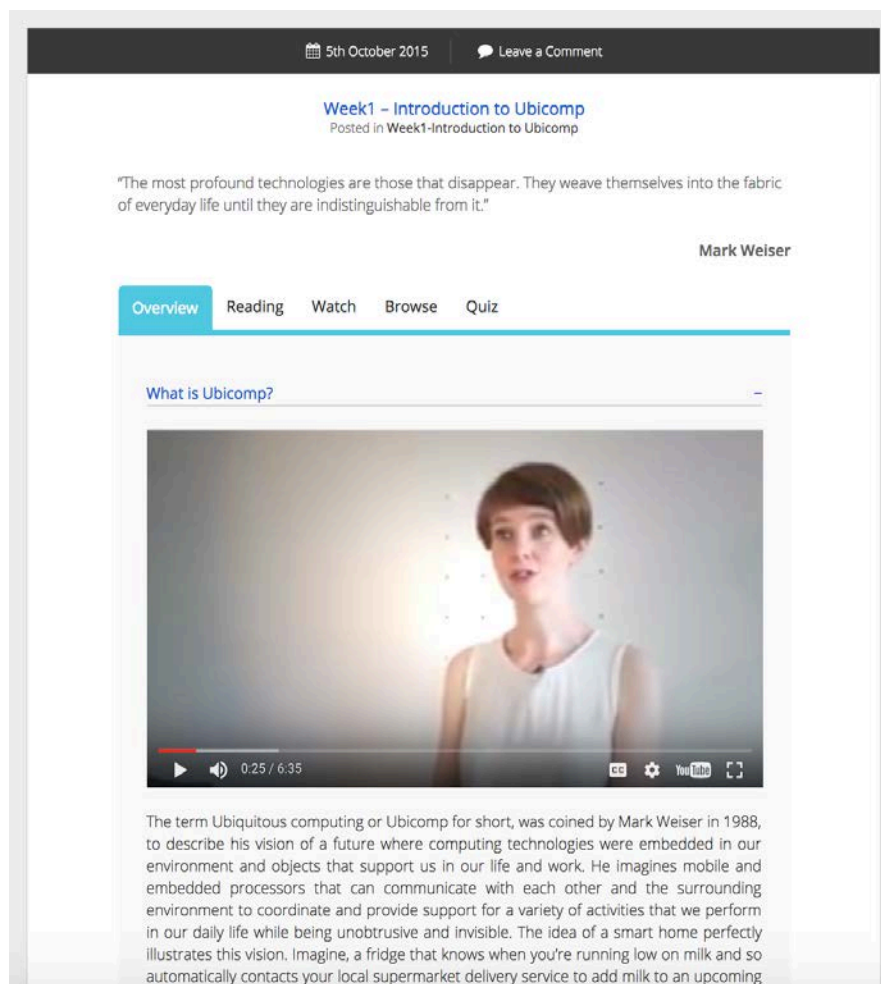 5th October 2015 Leave a Comment
Week1 – Introduction to Ubicomp
Posted in Week1-Introduction to Ubicomp
“The most profound technologies are those that disappear. They weave themselves into the fabric
of everyday life until they are indistinguishable from it.”
Mark Weiser
Overview Reading Watch Browse Quiz
What is Ubicomp? –
0:25 / 6:35 CC YouTube
The term Ubiquitous computing or Ubicomp for short, was coined by Mark Weiser in 1988,
to describe his vision of a future where computing technologies were embedded in our
environment and objects that support us in our life and work. He imagines mobile and
embedded processors that can communicate with each other and the surrounding
environment to coordinate and provide support for a variety of activities that we perform
in our daily life while being unobtrusive and invisible. The idea of a smart home perfectly
illustrates this vision. Imagine, a fridge that knows when you're running low on milk and so
automatically contacts your local supermarket delivery service to add milk to an upcoming